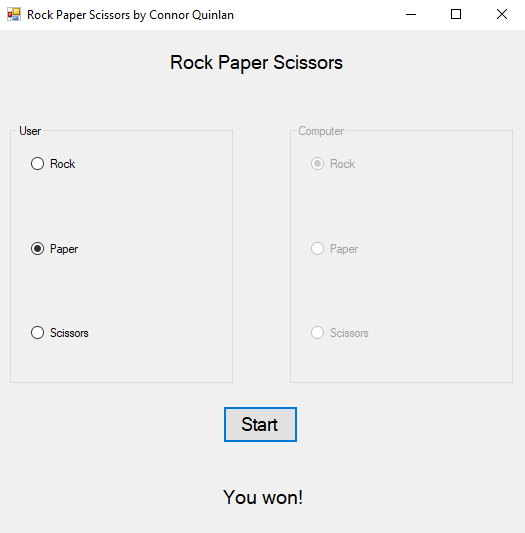 Rock Paper Scissors by Connor Quinlan
Rock Paper Scissors
User
Rock
Paper
Scissors
Computer
Rock
Paper
Scissors
Start
You won!